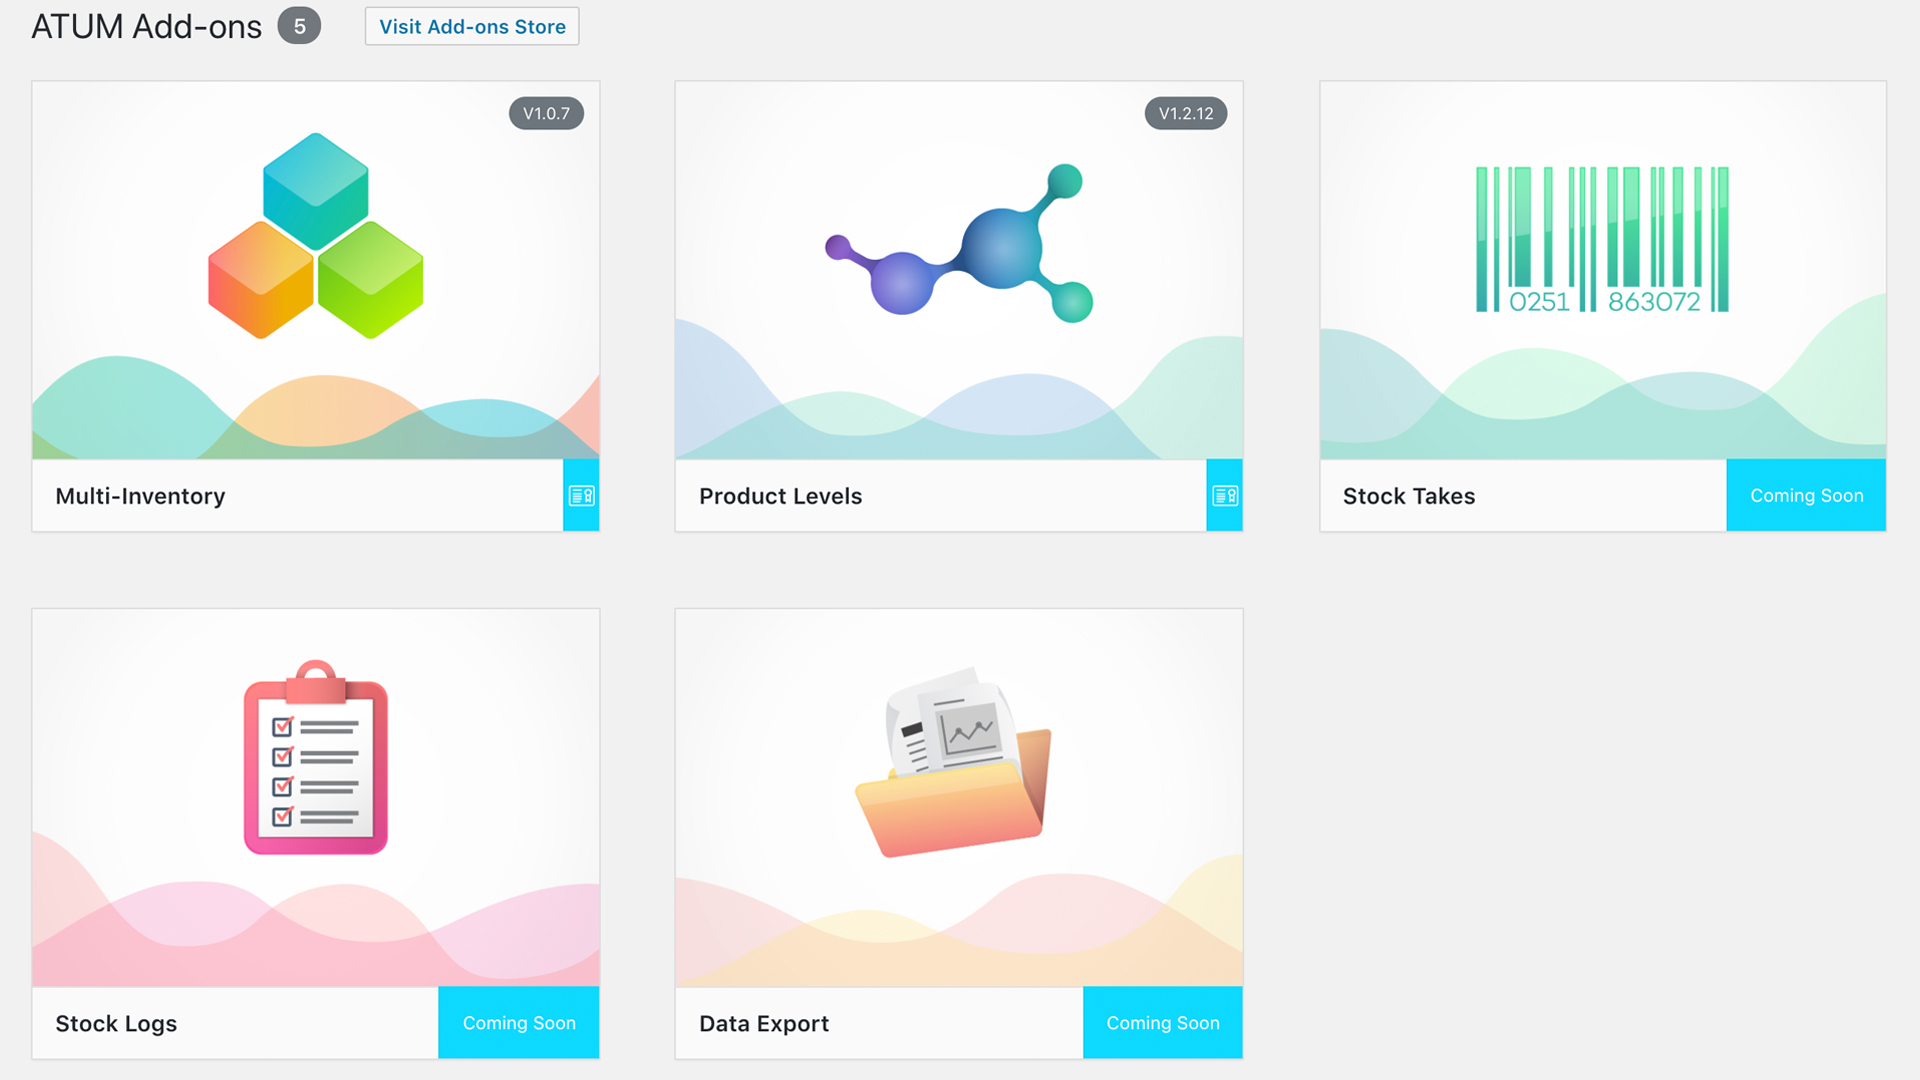 ATUM Add-ons 5 Visit Add-ons Store
V1.0.7
Multi-Inventory
V1.2.12
Product Levels
0251 863072
Stock Takes Coming Soon
Stock Logs Coming Soon
Data Export Coming Soon